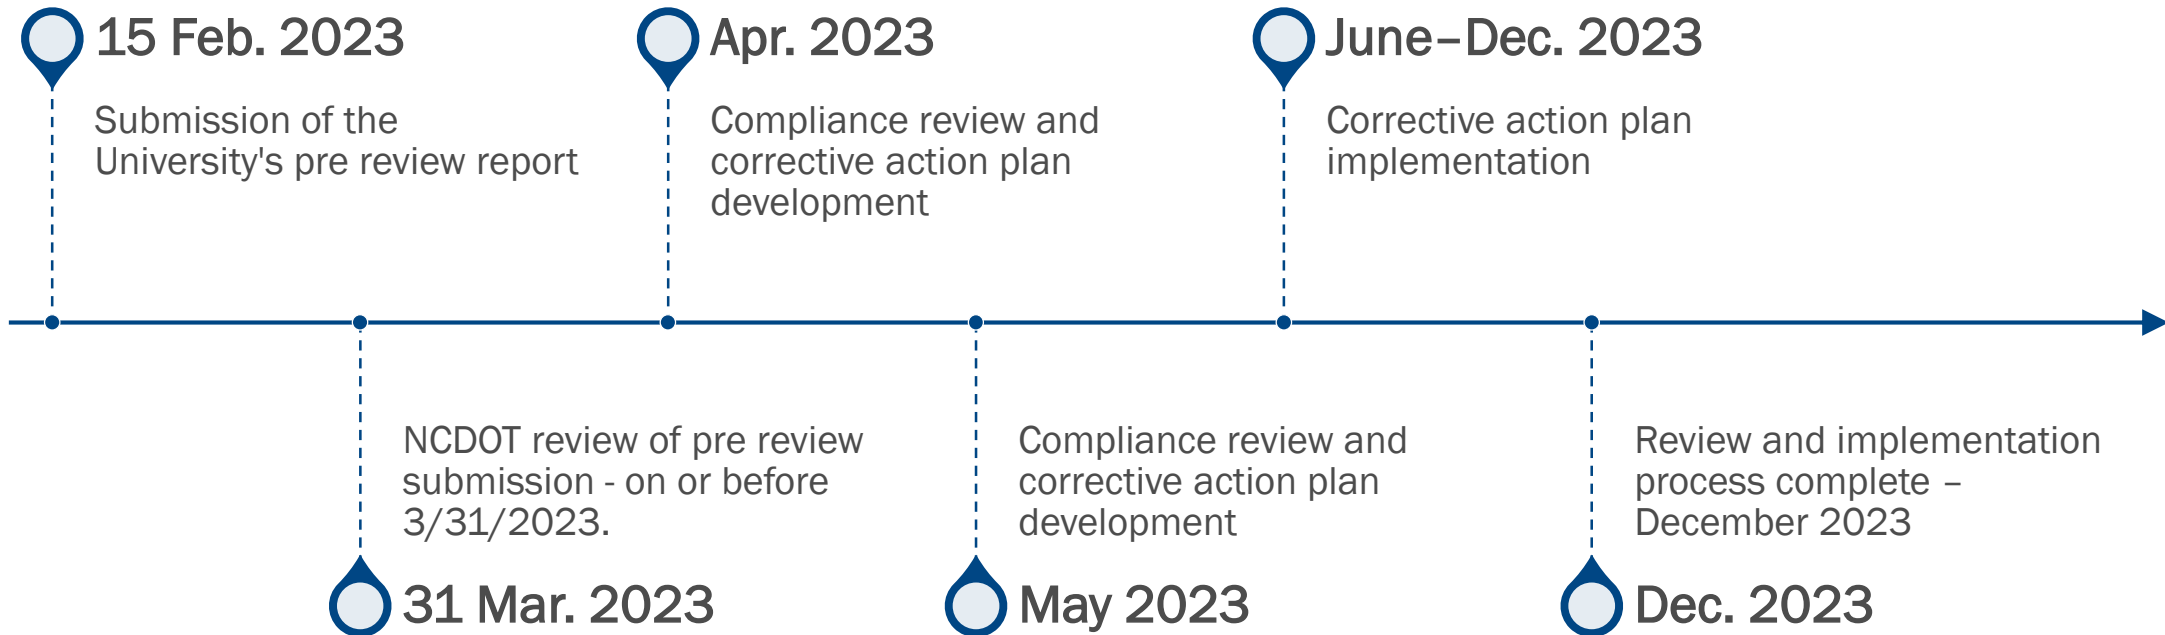 15 Feb. 2023
Submission of the
University's pre review report
Apr. 2023
Compliance review and
corrective action plan
development
June–Dec. 2023
Corrective action plan
implementation
NCDOT review of pre review
submission - on or before
3/31/2023.
31 Mar. 2023
Compliance review and
corrective action plan
development
May 2023
Review and implementation
process complete –
December 2023
Dec. 2023